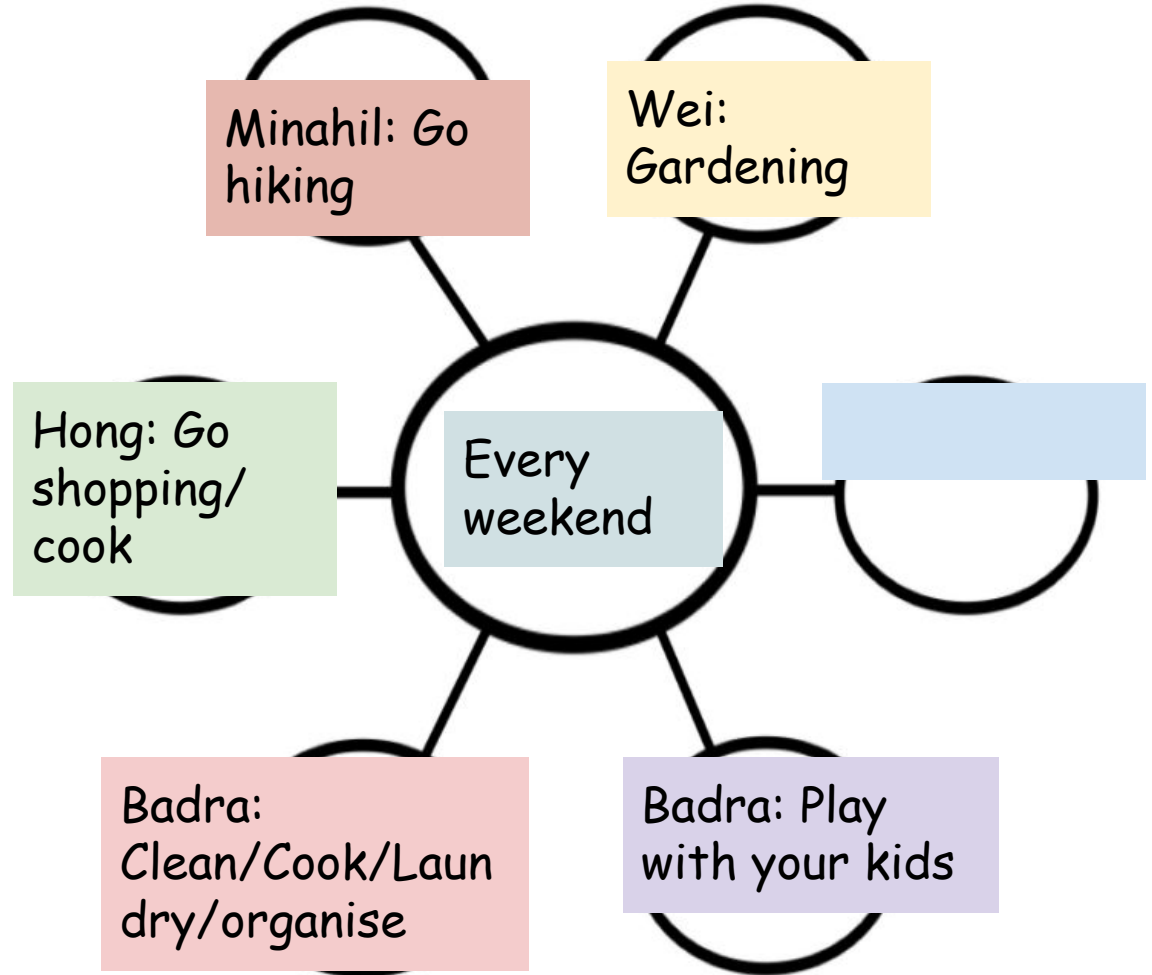 Minahil: Go
hiking
Wei:
Gardening
Hong: Go
shopping/
cook
Every
weekend
Badra:
Clean/Cook/Laun
dry/organise
Badra: Play
with your kids